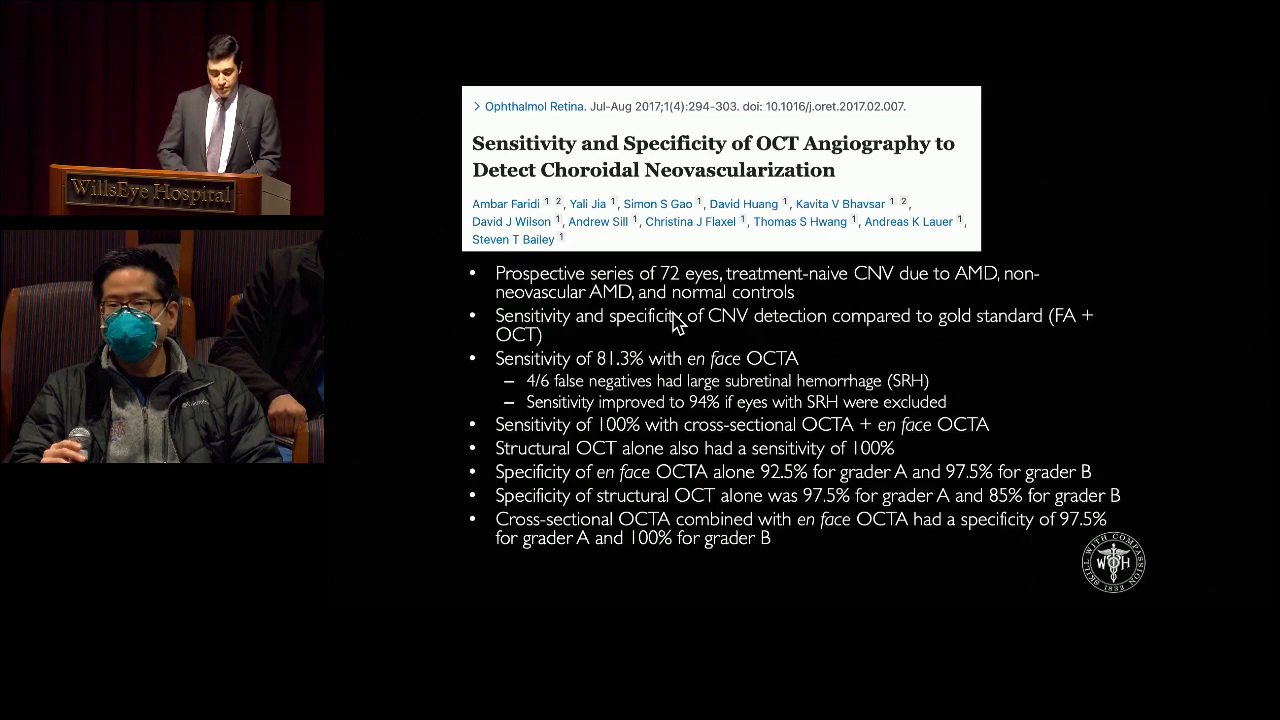 WillsEye Hospital
> Ophthalmol Retina. Jul-Aug 2017;1(4):294-303. doi: 10.1016/j.oret.2017.02.007.
Sensitivity and Specificity of OCT Angiography to
Detect Choroidal Neovascularization
Ambar Faridi 1 2, Yali Jia 1, Simon S Gao 1, David Huang 1, Kavita V Bhavsar 1 2,
David J Wilson 1, Andrew Sill 1, Christina J Flaxel 1, Thomas S Hwang 1, Andreas K Lauer 1,
Steven T Bailey 1
• Prospective series of 72 eyes, treatment-naive CNV due to AMD, non-
neovascular AMD, and normal controls
• Sensitivity and specificity of CNV detection compared to gold standard (FA +
OCT)
• Sensitivity of 81.3% with en face OCTA
– 4/6 false negatives had large subretinal hemorrhage (SRH)
– Sensitivity improved to 94% if eyes with SRH were excluded
• Sensitivity of 100% with cross-sectional OCTA + en face OCTA
• Structural OCT alone also had a sensitivity of 100%
• Specificity of en face OCTA alone 92.5% for grader A and 97.5% for grader B
• Specificity of structural OCT alone was 97.5% for grader A and 85% for grader B
• Cross-sectional OCTA combined with en face OCTA had a specificity of 97.5%
for grader A and 100% for grader B
SKILL WITH COMPASSION
W H
1832
Columbia